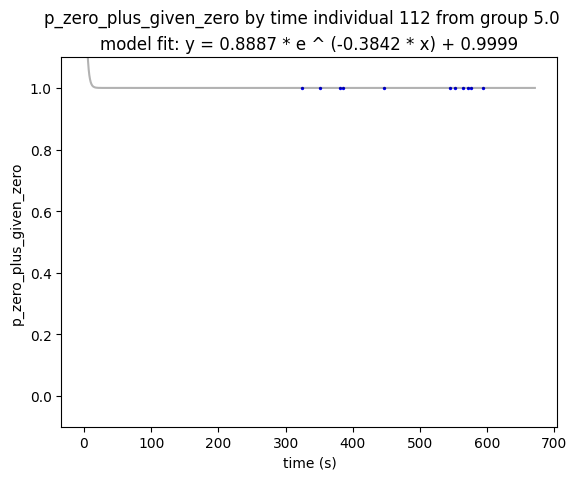 p_zero_plus_given_zero by time individual 112 from group 5.0
model fit: y = 0.8887 * e ^ (-0.3842 * x) + 0.9999
1.0
0.8
0.6
0.4
0.2
0.0
p_zero_plus_given_zero
0 100 200 300 400 500 600 700
time (s)